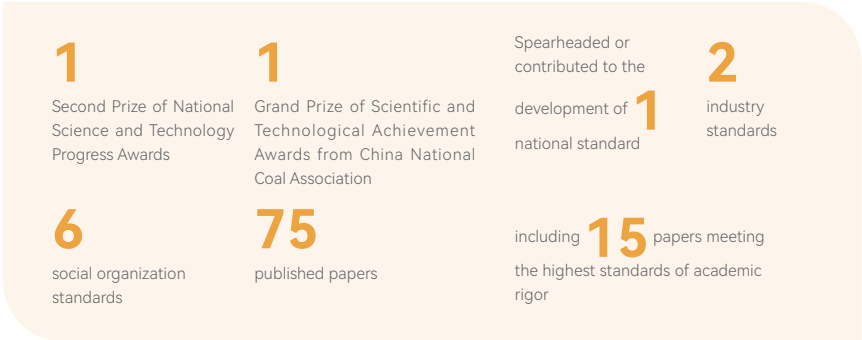 1
Second Prize of National
Science and Technology
Progress Awards
1
Grand Prize of Scientific and
Technological Achievement
Awards from China National
Coal Association
Spearheaded or
contributed to the
development of 1
national standard
2
industry
standards
6
social organization
standards
75
published papers
including 15 papers meeting
the highest standards of academic
rigor